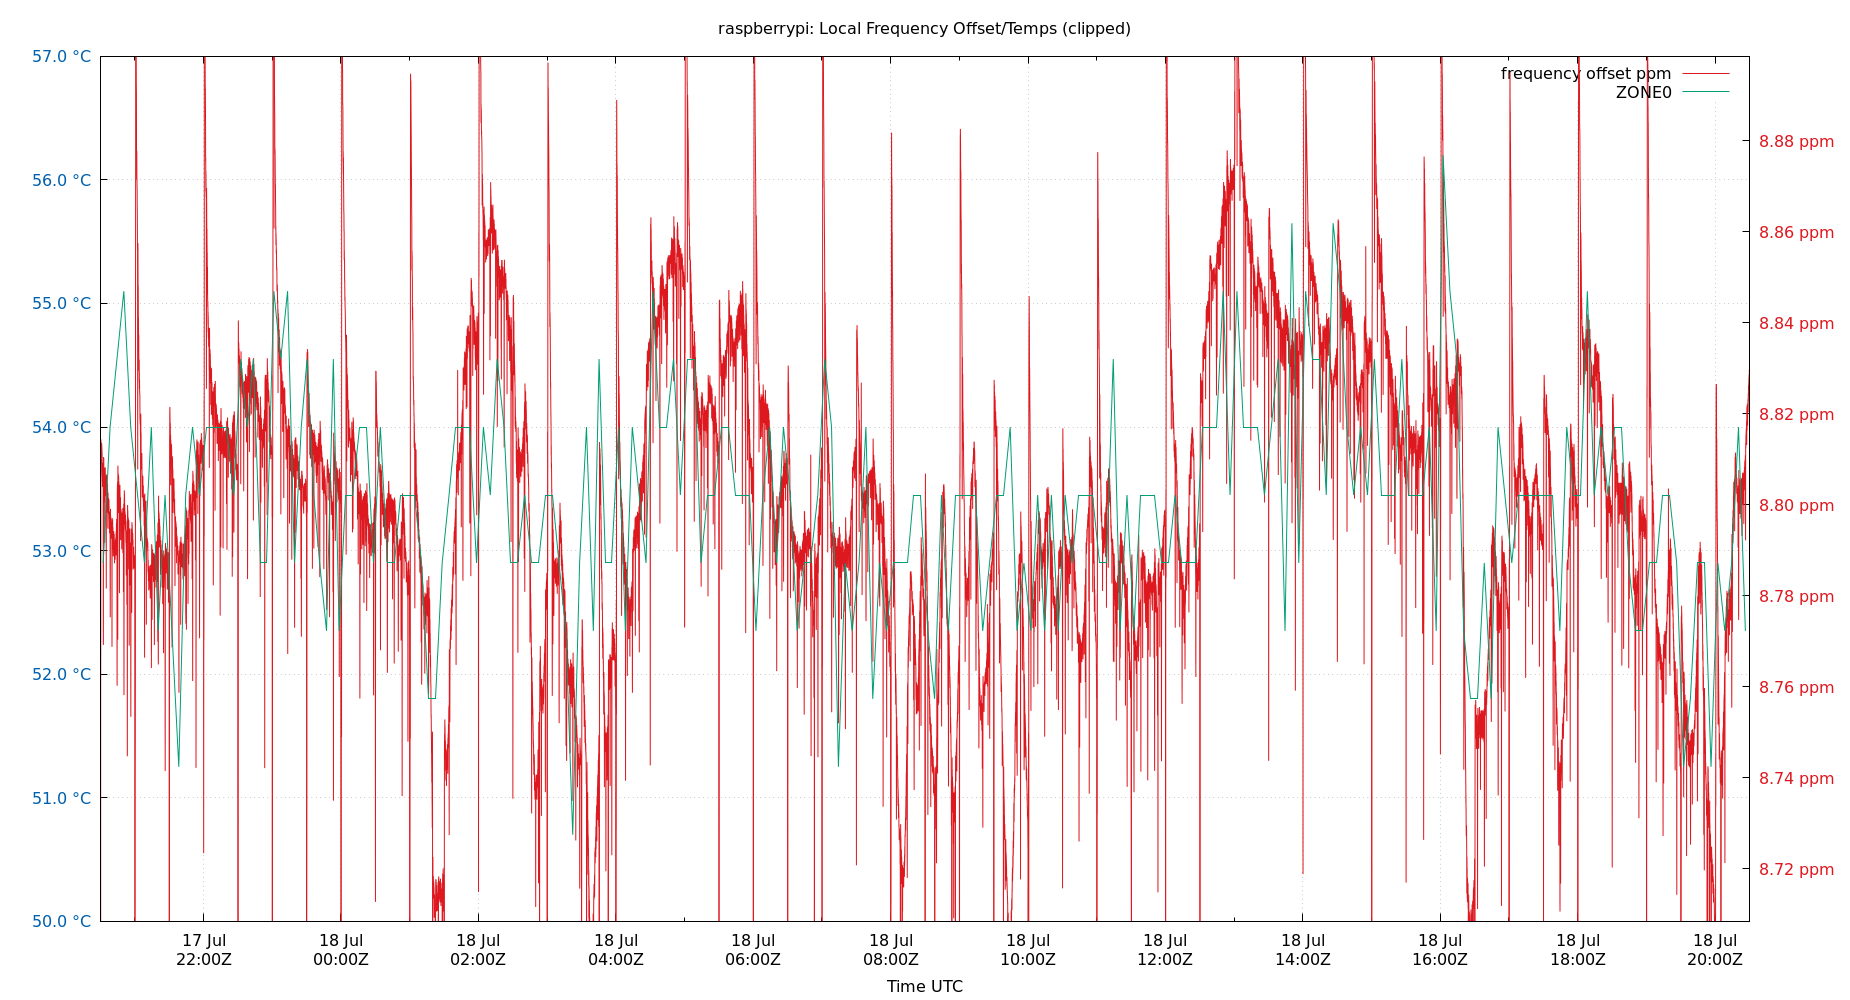 raspberrypi: Local Frequency Offset/Temps (clipped)
57.0 °C
56.0 °C
55.0 °C
54.0 °C
53.0 °C
52.0 °C
51.0 °C
50.0 °C
frequency offset ppm
ZONE0
8.88 ppm
8.86 ppm
8.84 ppm
8.82 ppm
8.80 ppm
8.78 ppm
8.76 ppm
8.74 ppm
8.72 ppm
17 Jul
22:00Z
18 Jul
00:00Z
18 Jul
02:00Z
18 Jul
04:00Z
18 Jul
06:00Z
18 Jul
08:00Z
18 Jul
10:00Z
18 Jul
12:00Z
18 Jul
14:00Z
18 Jul
16:00Z
18 Jul
18:00Z
18 Jul
20:00Z
Time UTC